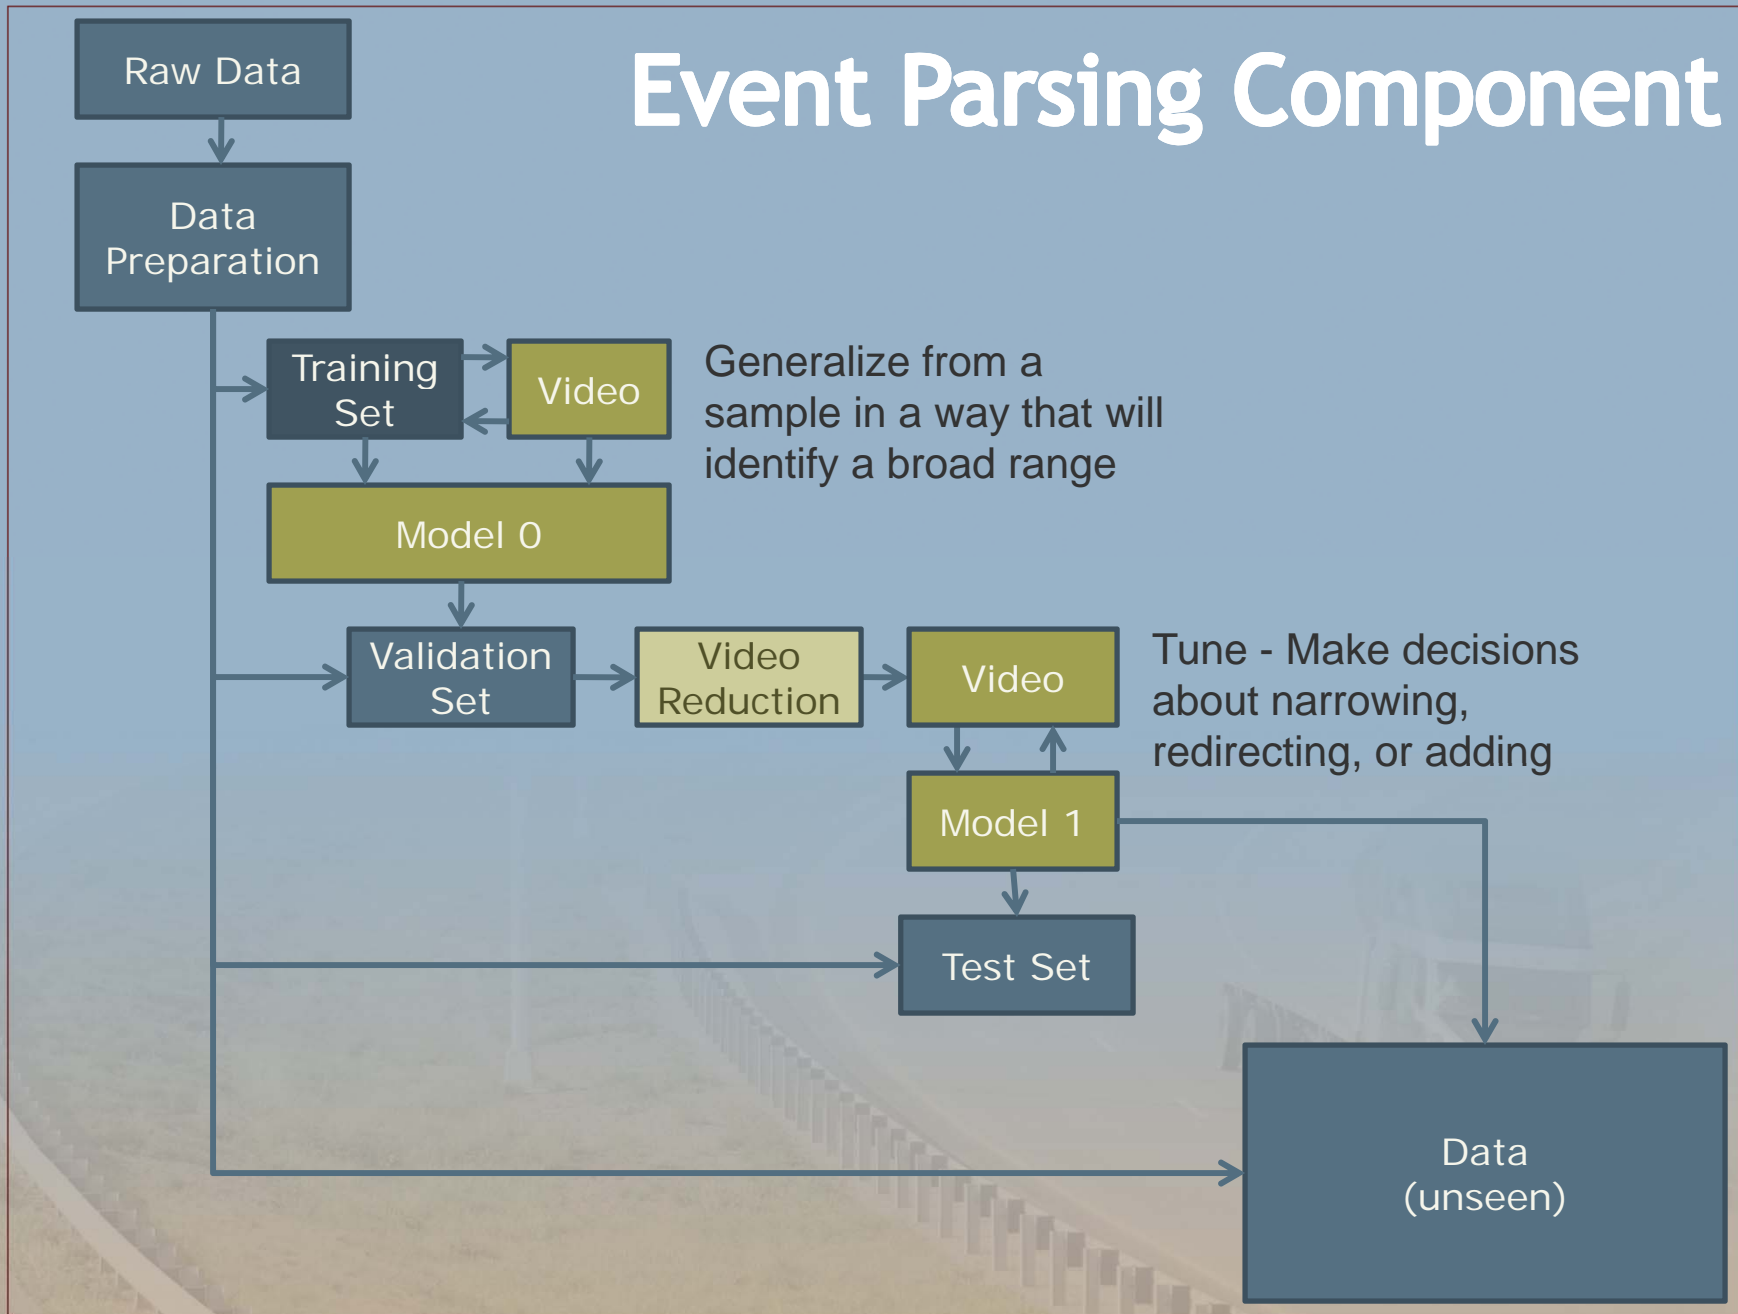 Event Parsing Component
Raw Data
Data
Preparation
Training
Set
Video
Generalize from a
sample in a way that will
identify a broad range
Model 0
Validation
Set
Video
Reduction
Video
Tune - Make decisions
about narrowing,
redirecting, or adding
Model 1
Test Set
Data
(unseen)